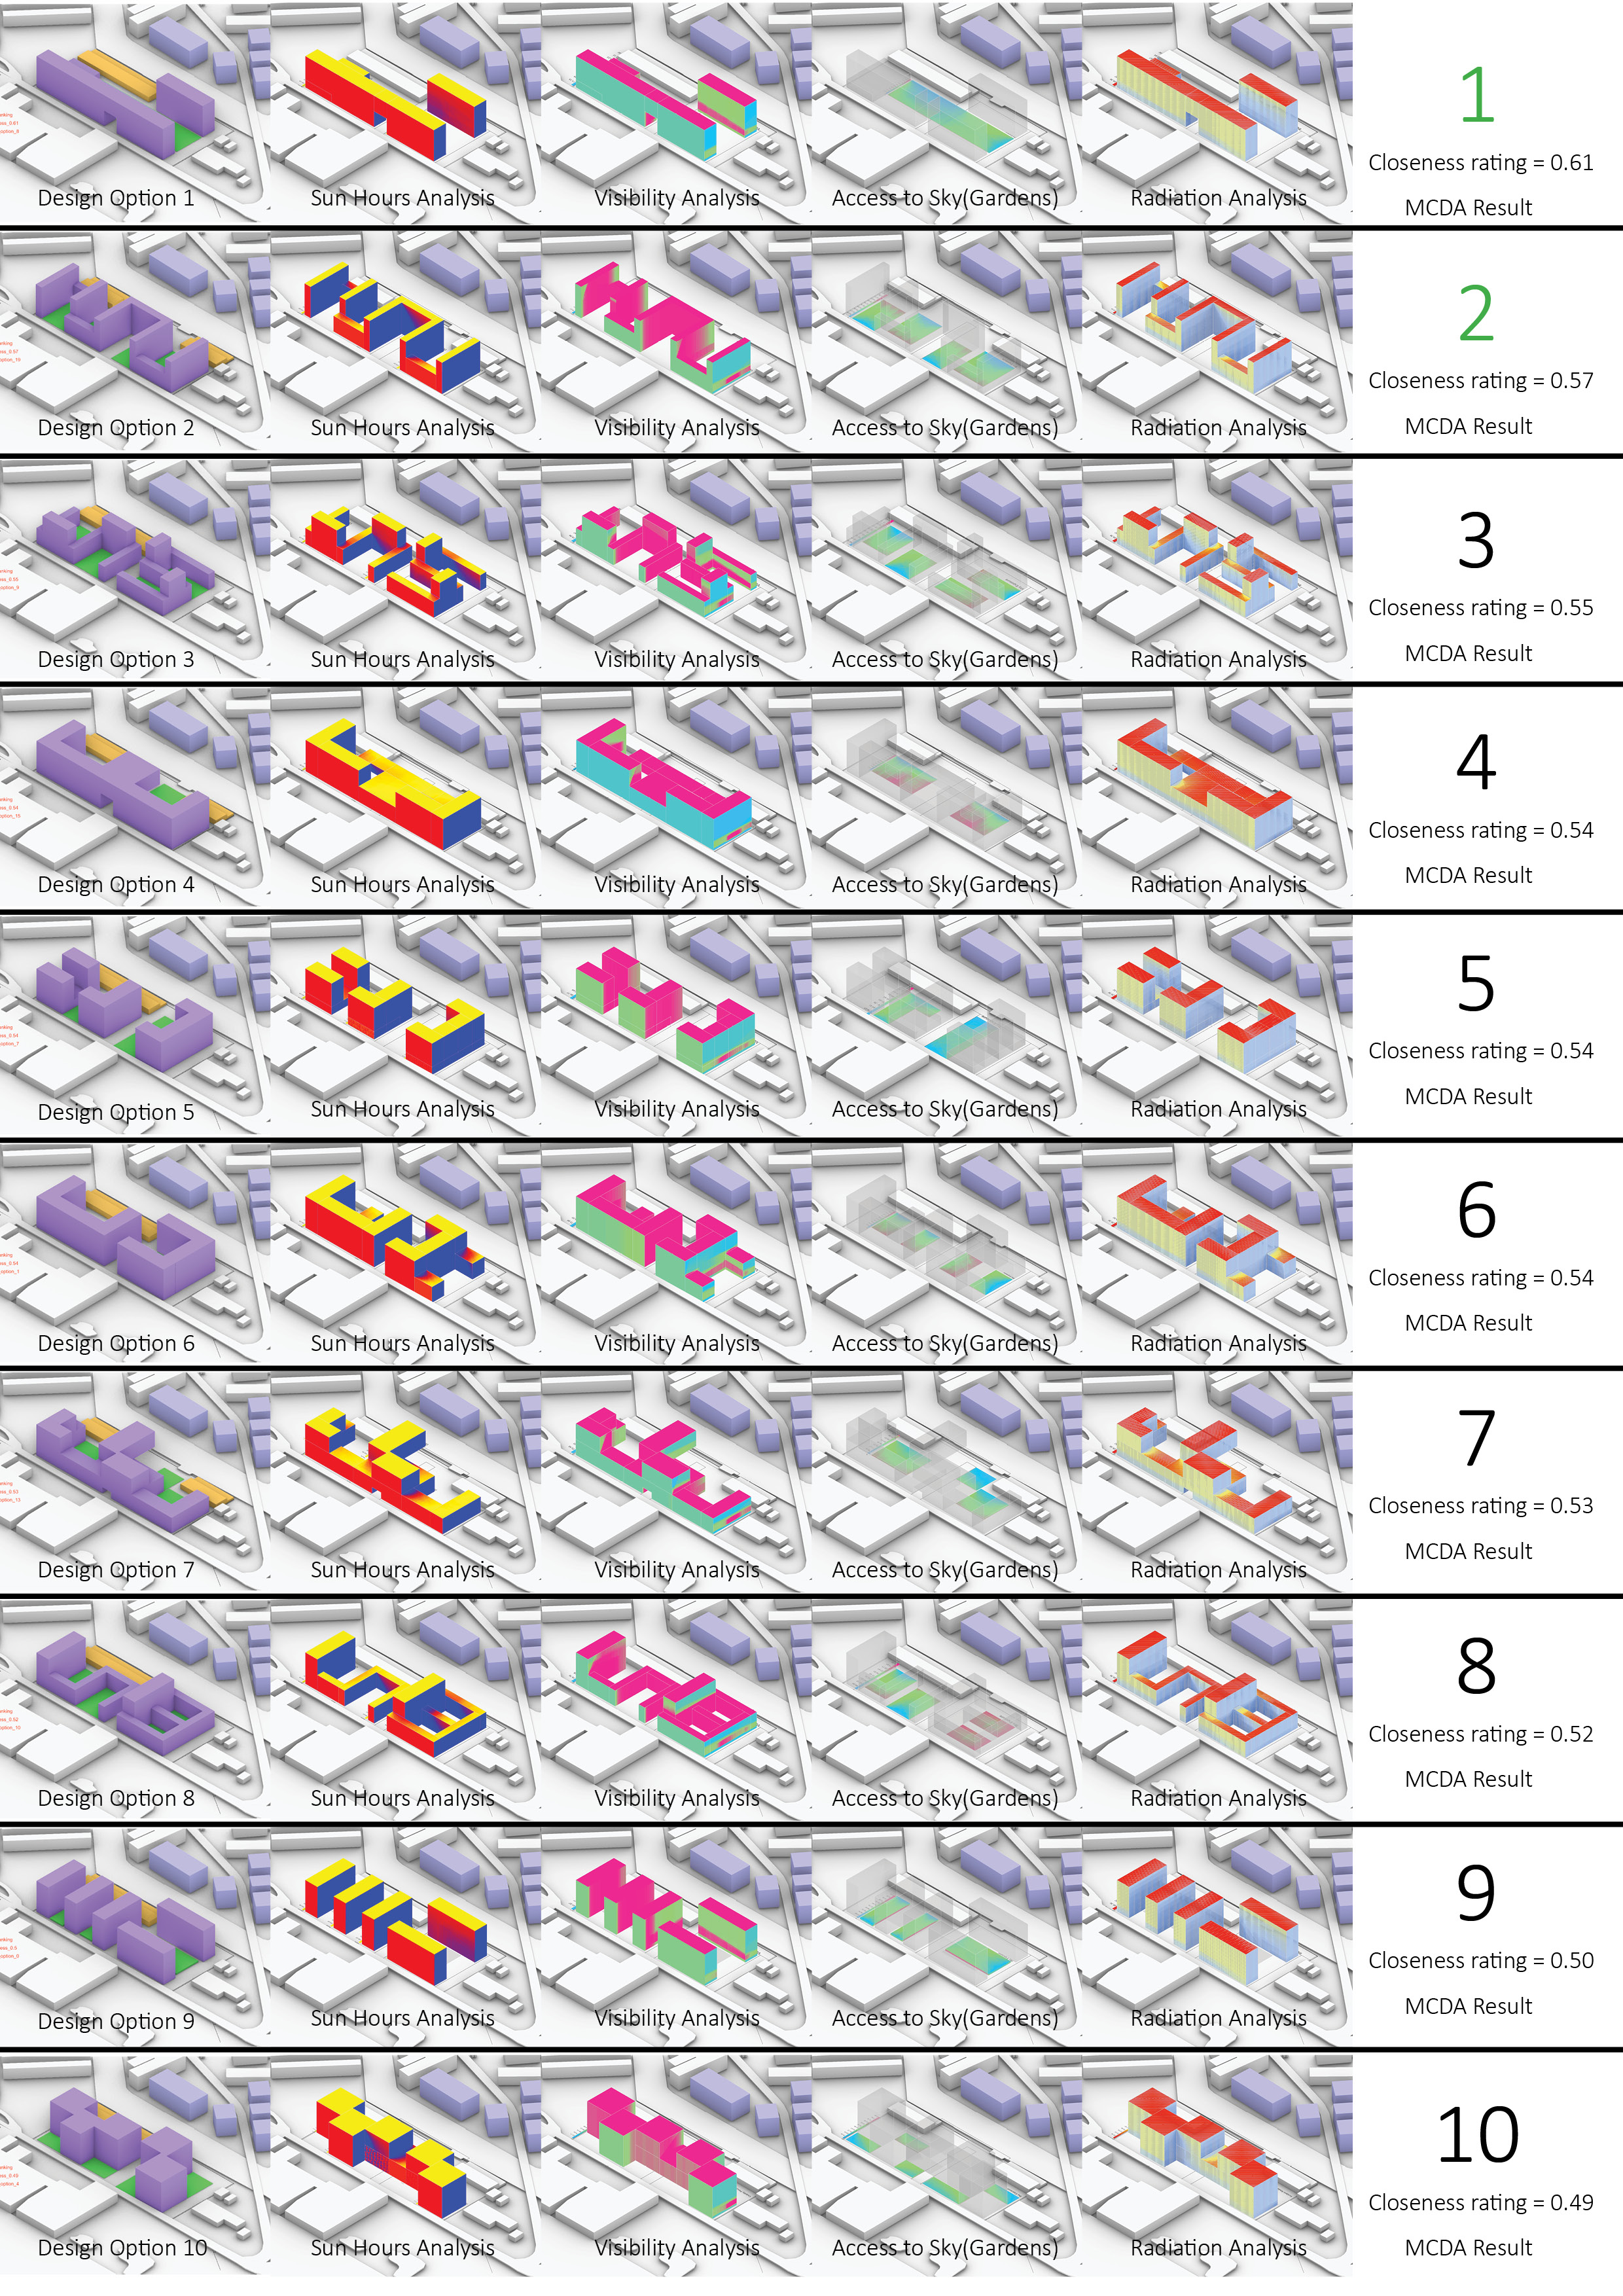 1
Closeness rating = 0.61
MCDA Result
Design Option 1
Sun Hours Analysis
Visibility Analysis
Access to Sky(Gardens)
Radiation Analysis
2
Closeness rating = 0.57
MCDA Result
Design Option 2
Sun Hours Analysis
Visibility Analysis
Access to Sky(Gardens)
Radiation Analysis
3
Closeness rating = 0.55
MCDA Result
Design Option 3
Sun Hours Analysis
Visibility Analysis
Access to Sky(Gardens)
Radiation Analysis
4
Closeness rating = 0.54
MCDA Result
Design Option 4
Sun Hours Analysis
Visibility Analysis
Access to Sky(Gardens)
Radiation Analysis
5
Closeness rating = 0.54
MCDA Result
Design Option 5
Sun Hours Analysis
Visibility Analysis
Access to Sky(Gardens)
Radiation Analysis
6
Closeness rating = 0.54
MCDA Result
Design Option 6
Sun Hours Analysis
Visibility Analysis
Access to Sky(Gardens)
Radiation Analysis
7
Closeness rating = 0.53
MCDA Result
Design Option 7
Sun Hours Analysis
Visibility Analysis
Access to Sky(Gardens)
Radiation Analysis
8
Closeness rating = 0.52
MCDA Result
Design Option 8
Sun Hours Analysis
Visibility Analysis
Access to Sky(Gardens)
Radiation Analysis
9
Closeness rating = 0.50
MCDA Result
Design Option 9
Sun Hours Analysis
Visibility Analysis
Access to Sky(Gardens)
Radiation Analysis
10
Closeness rating = 0.49
MCDA Result
Design Option 10
Sun Hours Analysis
Visibility Analysis
Access to Sky(Gardens)
Radiation Analysis